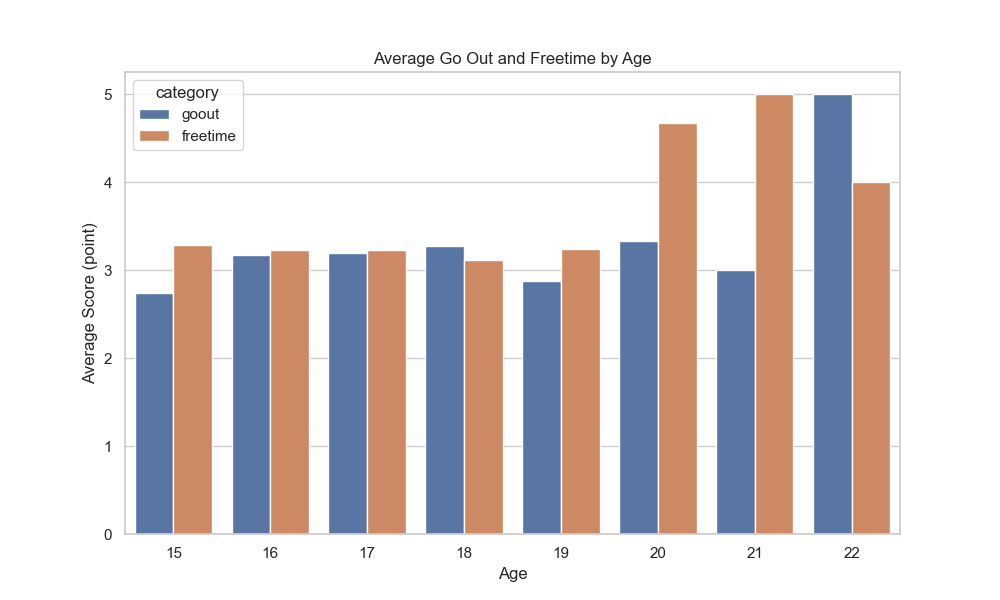 Average Go Out and Freetime by Age
category
goout
freetime
Average Score (point)
5
4
3
2
1
0
15 16 17 18 19 20 21 22
Age